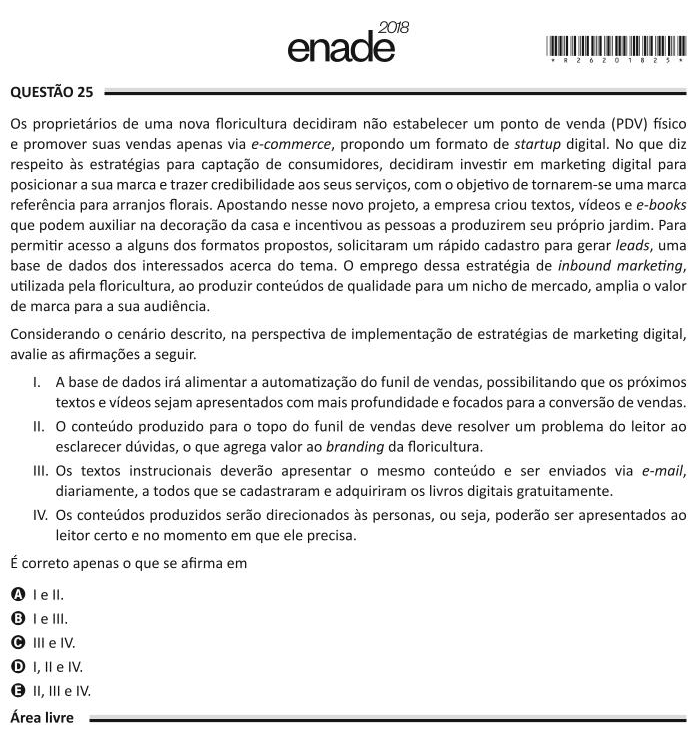 enade 2018
*R2620182 5*
QUESTÃO 25
Os proprietários de uma nova floricultura decidiram não estabelecer um ponto de venda (PDV) físico
e promover suas vendas apenas via e-commerce, propondo um formato de startup digital. No que diz
respeito às estratégias para captação de consumidores, decidiram investir em marketing digital para
posicionar a sua marca e trazer credibilidade aos seus serviços, com o objetivo de tornarem-se uma marca
referência para arranjos florais. Apostando nesse novo projeto, a empresa criou textos, vídeos e e-books
que podem auxiliar na decoração da casa e incentivou as pessoas a produzirem seu próprio jardim. Para
permitir acesso a alguns dos formatos propostos, solicitaram um rápido cadastro para gerar leads, uma
base de dados dos interessados acerca do tema. O emprego dessa estratégia de inbound marketing,
utilizada pela floricultura, ao produzir conteúdos de qualidade para um nicho de mercado, amplia o valor
de marca para a sua audiência.
Considerando o cenário descrito, na perspectiva de implementação de estratégias de marketing digital,
avalie as afirmações a seguir.
I. A base de dados irá alimentar a automatização do funil de vendas, possibilitando que os próximos
textos e vídeos sejam apresentados com mais profundidade e focados para a conversão de vendas.
II. O conteúdo produzido para o topo do funil de vendas deve resolver um problema do leitor ao
esclarecer dúvidas, o que agrega valor ao branding da floricultura.
III. Os textos instrucionais deverão apresentar o mesmo conteúdo e ser enviados via e-mail,
diariamente, a todos que se cadastraram e adquiriram os livros digitais gratuitamente.
IV. Os conteúdos produzidos serão direcionados às personas, ou seja, poderão ser apresentados ao
leitor certo e no momento em que ele precisa.
É correto apenas o que se afirma em
A I e II.
B I e III.
C III e IV.
D I, II e IV.
E II, III e IV.
Área livre